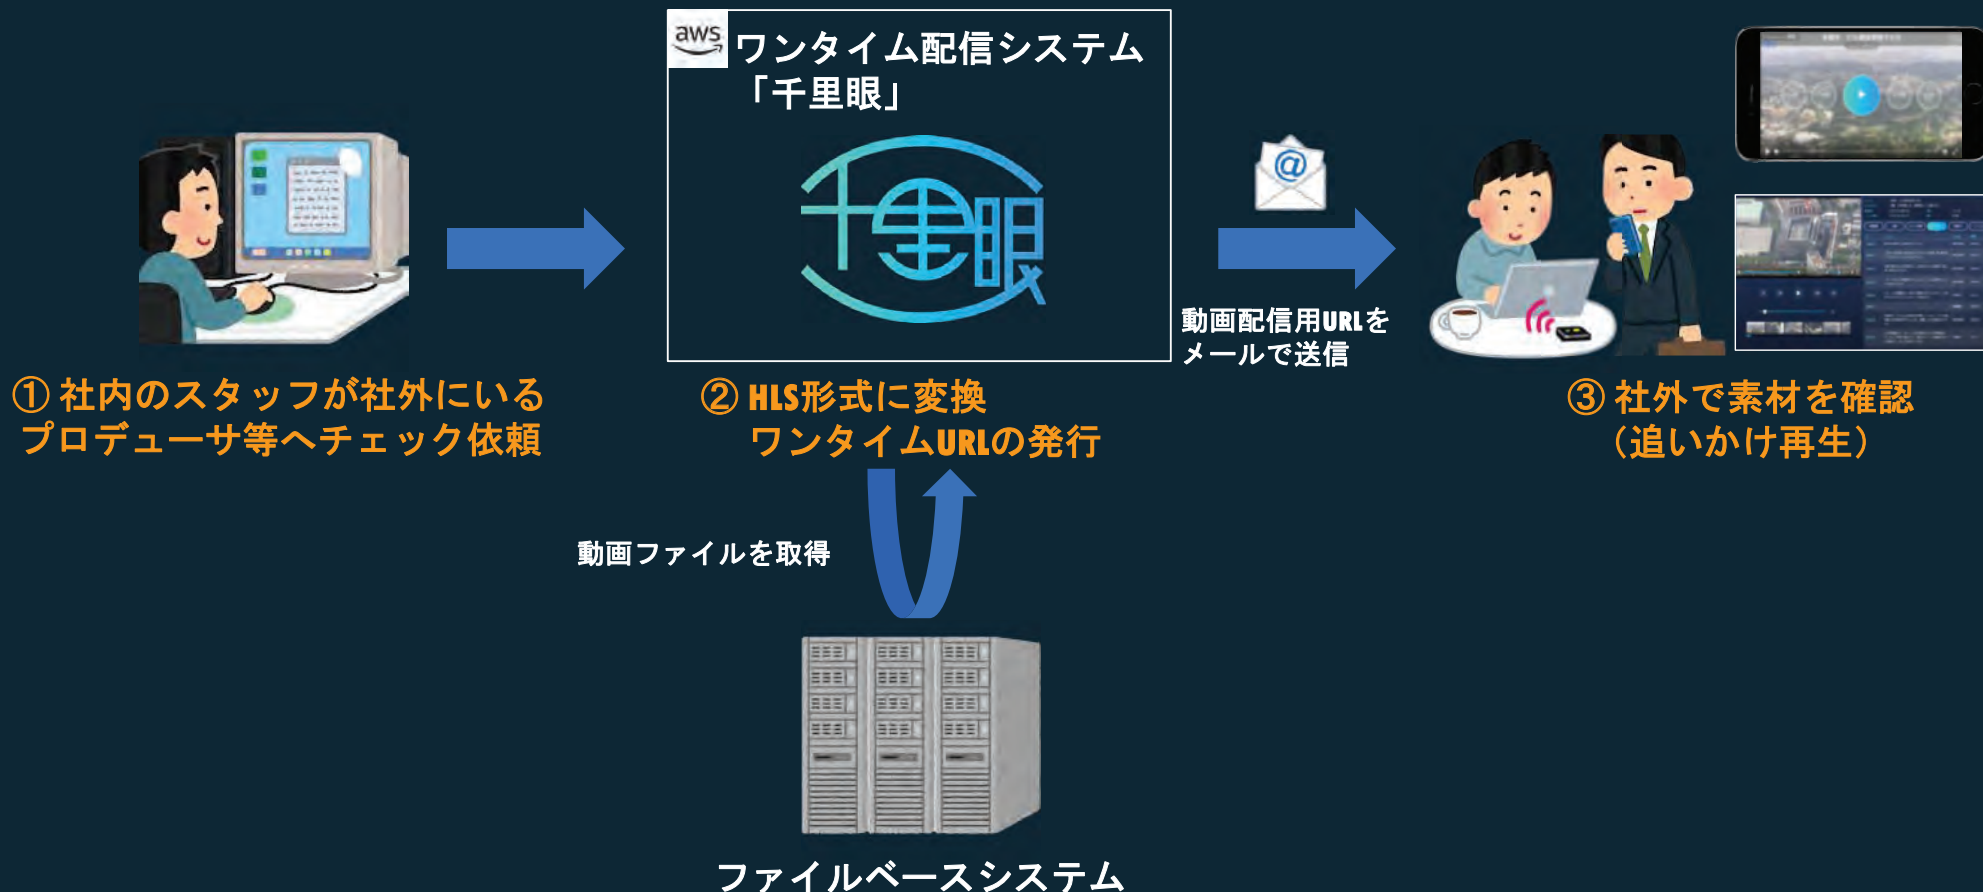 aws
ワンタイム配信システム
「千里眼」
千里眼
@
動画配信用URLを
メールで送信
① 社内のスタッフが社外にいる
プロデューサ等へチェック依頼
② HLS形式に変換
ワンタイムURLの発行
③ 社外で素材を確認
（追いかけ再生）
動画ファイルを取得
ファイルベースシステム